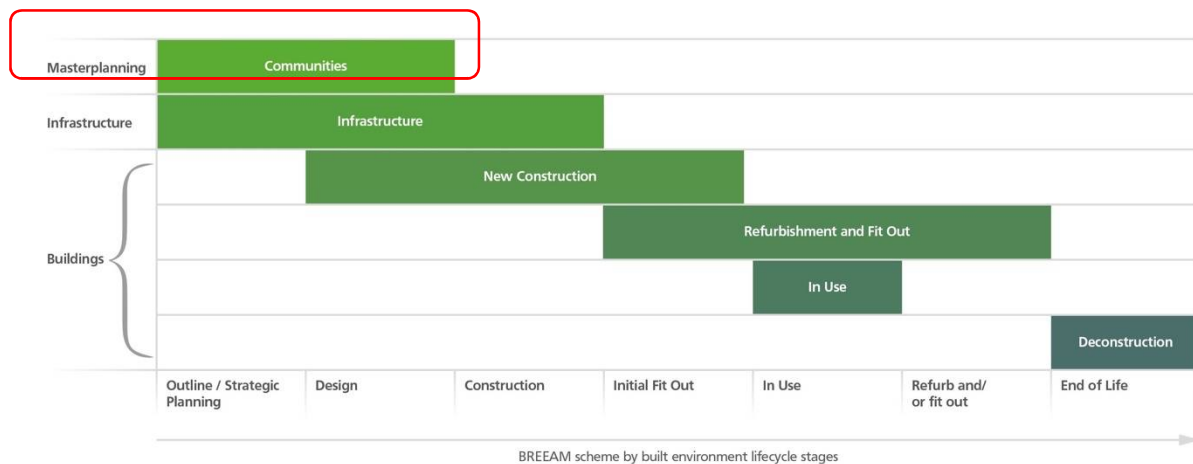 Masterplanning
Communities
Infrastructure
Infrastructure
New Construction
Refurbishment and Fit Out
Buildings
In Use
Deconstruction
Outline / Strategic
Planning
Design
Construction
Initial Fit Out
In Use
Refurb and/
or fit out
End of Life
BREEAM scheme by built environment lifecycle stages